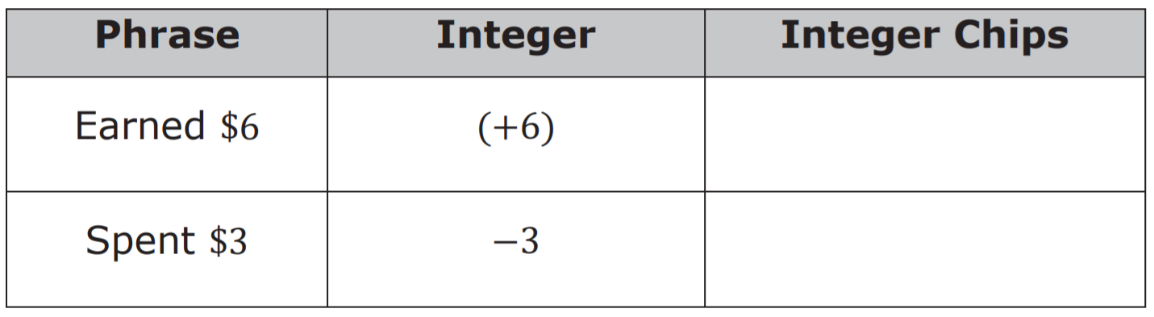 Phrase Integer Integer Chips
Earned $6 (+6)
Spent $3 −3